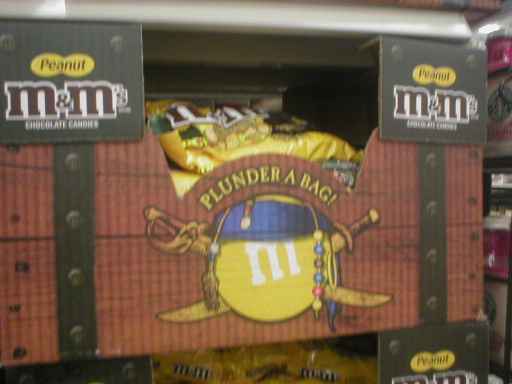 Peanut
m&m's
CHOCOLATE CANDIES
Peanut
m&m's
CHOCOLATE CANDIES
PLUNDER A BAG!
m
Peanut
m&m's